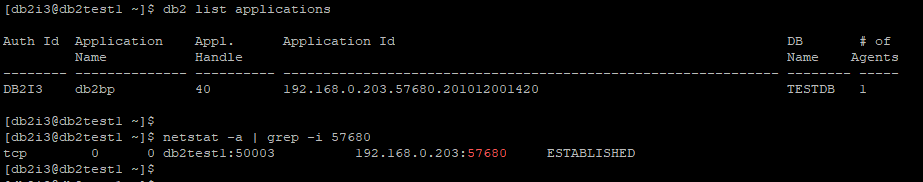 [db2i3@db2test1 ~]$ db2 list applications
Auth Id  Application    Appl.      Application Id                                                 DB       # of
         Name           Handle                                                                    Name    Agents
-------- -------------- ---------- -------------------------------------------------------------- -------- -----
DB2I3    db2bp          40         192.168.0.203.57680.201012001420                               TESTDB   1
[db2i3@db2test1 ~]$
[db2i3@db2test1 ~]$ netstat -a | grep -i 57680
tcp        0      0 db2test1:50003          192.168.0.203:57680     ESTABLISHED
[db2i3@db2test1 ~]$